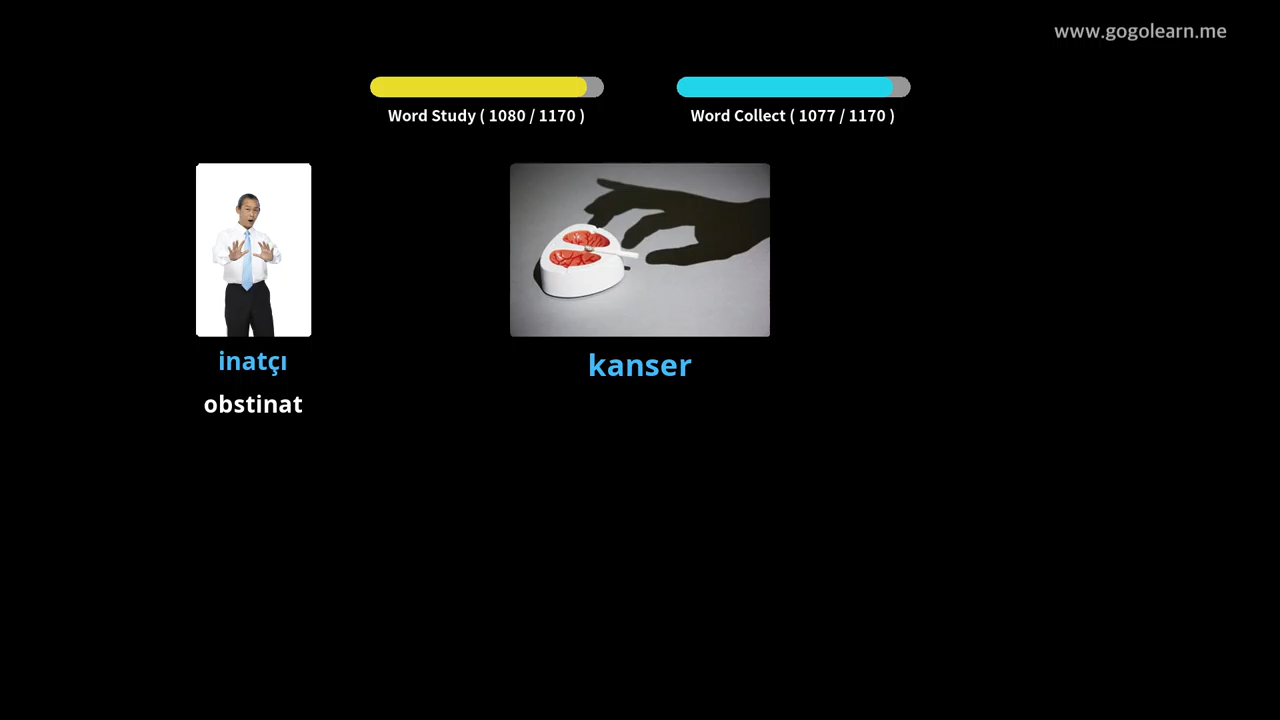 www.gogolearn.me
Word Study ( 1080 / 1170 )
Word Collect ( 1077 / 1170 )
inatçı
obstinat
kanser